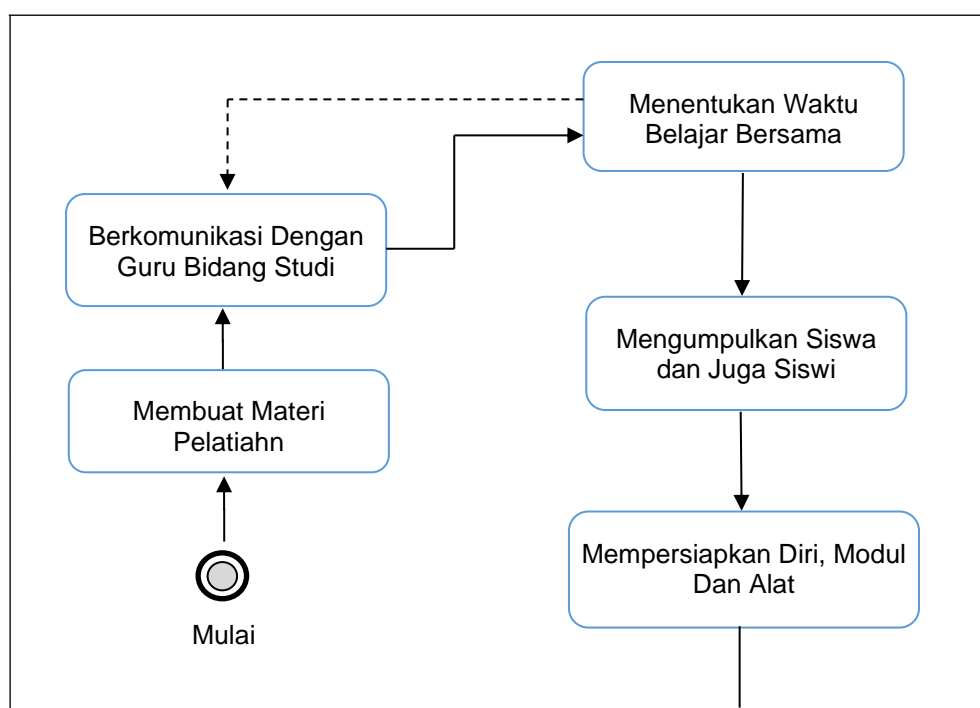 Mulai
Membuat Materi
Pelatiahn
Berkomunikasi Dengan
Guru Bidang Studi
Menentukan Waktu
Belajar Bersama
Mengumpulkan Siswa
dan Juga Siswi
Mempersiapkan Diri, Modul
Dan Alat